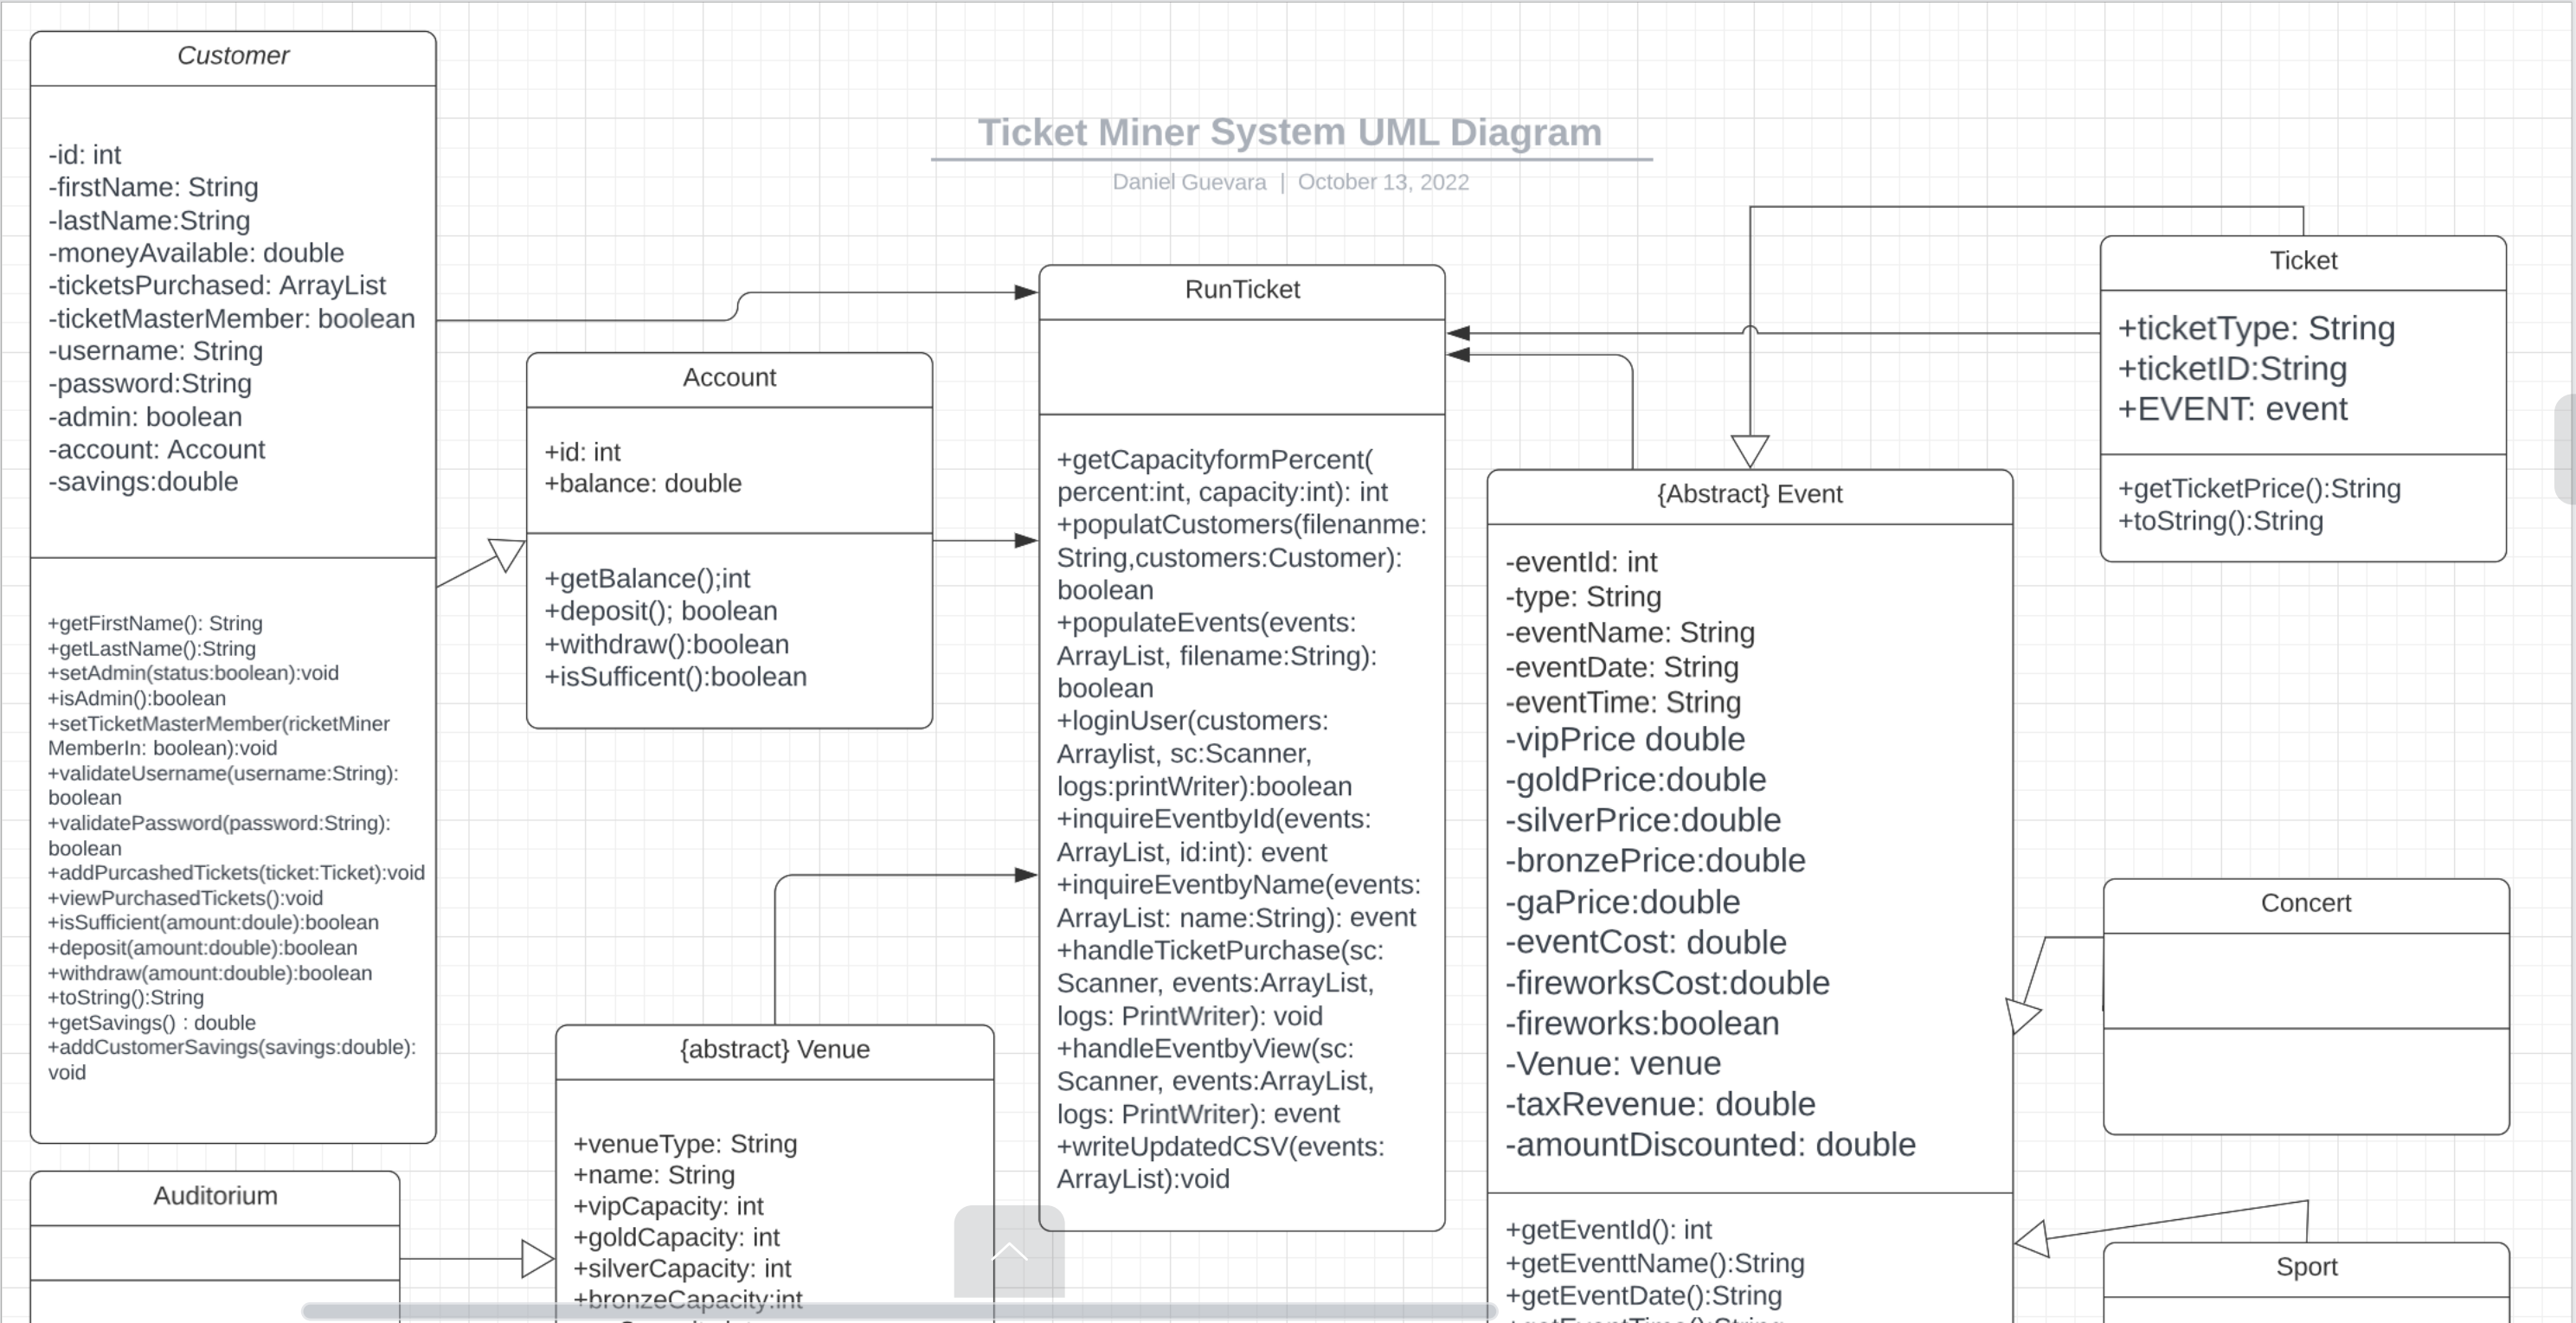 Ticket Miner System UML Diagram
Daniel Guevara | October 13, 2022
Customer
-id: int
-firstName: String
-lastName:String
-moneyAvailable: double
-ticketsPurchased: ArrayList
-ticketMasterMember: boolean
-username: String
-password:String
-admin: boolean
-account: Account
-savings:double
+getFirstName(): String
+getLastName():String
+setAdmin(status:boolean):void
+isAdmin():boolean
+setTicketMasterMember(ricketMiner
MemberIn: boolean):void
+validateUsername(username:String):
boolean
+validatePassword(password:String):
boolean
+addPurcashedTickets(ticket:Ticket):void
+viewPurchasedTickets():void
+isSufficient(amount:doule):boolean
+deposit(amount:double):boolean
+withdraw(amount:double):boolean
+toString():String
+getSavings() : double
+addCustomerSavings(savings:double):
void
Auditorium
Account
+id: int
+balance: double
+getBalance();int
+deposit(); boolean
+withdraw():boolean
+isSufficent():boolean
{abstract} Venue
+venueType: String
+name: String
+vipCapacity: int
+goldCapacity: int
+silverCapacity: int
+bronzeCapacity:int
RunTicket
+getCapacityformPercent(
percent:int, capacity:int): int
+populatCustomers(filenanme:
String,customers:Customer):
boolean
+populateEvents(events:
ArrayList, filename:String):
boolean
+loginUser(customers:
Arraylist, sc:Scanner,
logs:printWriter):boolean
+inquireEventbyId(events:
ArrayList, id:int): event
+inquireEventbyName(events:
ArrayList: name:String): event
+handleTicketPurchase(sc:
Scanner, events:ArrayList,
logs: PrintWriter): void
+handleEventbyView(sc:
Scanner, events:ArrayList,
logs: PrintWriter): event
+writeUpdatedCSV(events:
ArrayList):void
{Abstract} Event
-eventId: int
-type: String
-eventName: String
-eventDate: String
-eventTime: String
-vipPrice double
-goldPrice:double
-silverPrice:double
-bronzePrice:double
-gaPrice:double
-eventCost: double
-fireworksCost:double
-fireworks:boolean
-Venue: venue
-taxRevenue: double
-amountDiscounted: double
+getEventId(): int
+getEventtName():String
+getEventDate():String
+getEventTime():String
Ticket
+ticketType: String
+ticketID:String
+EVENT: event
+getTicketPrice():String
+toString():String
Concert
Sport